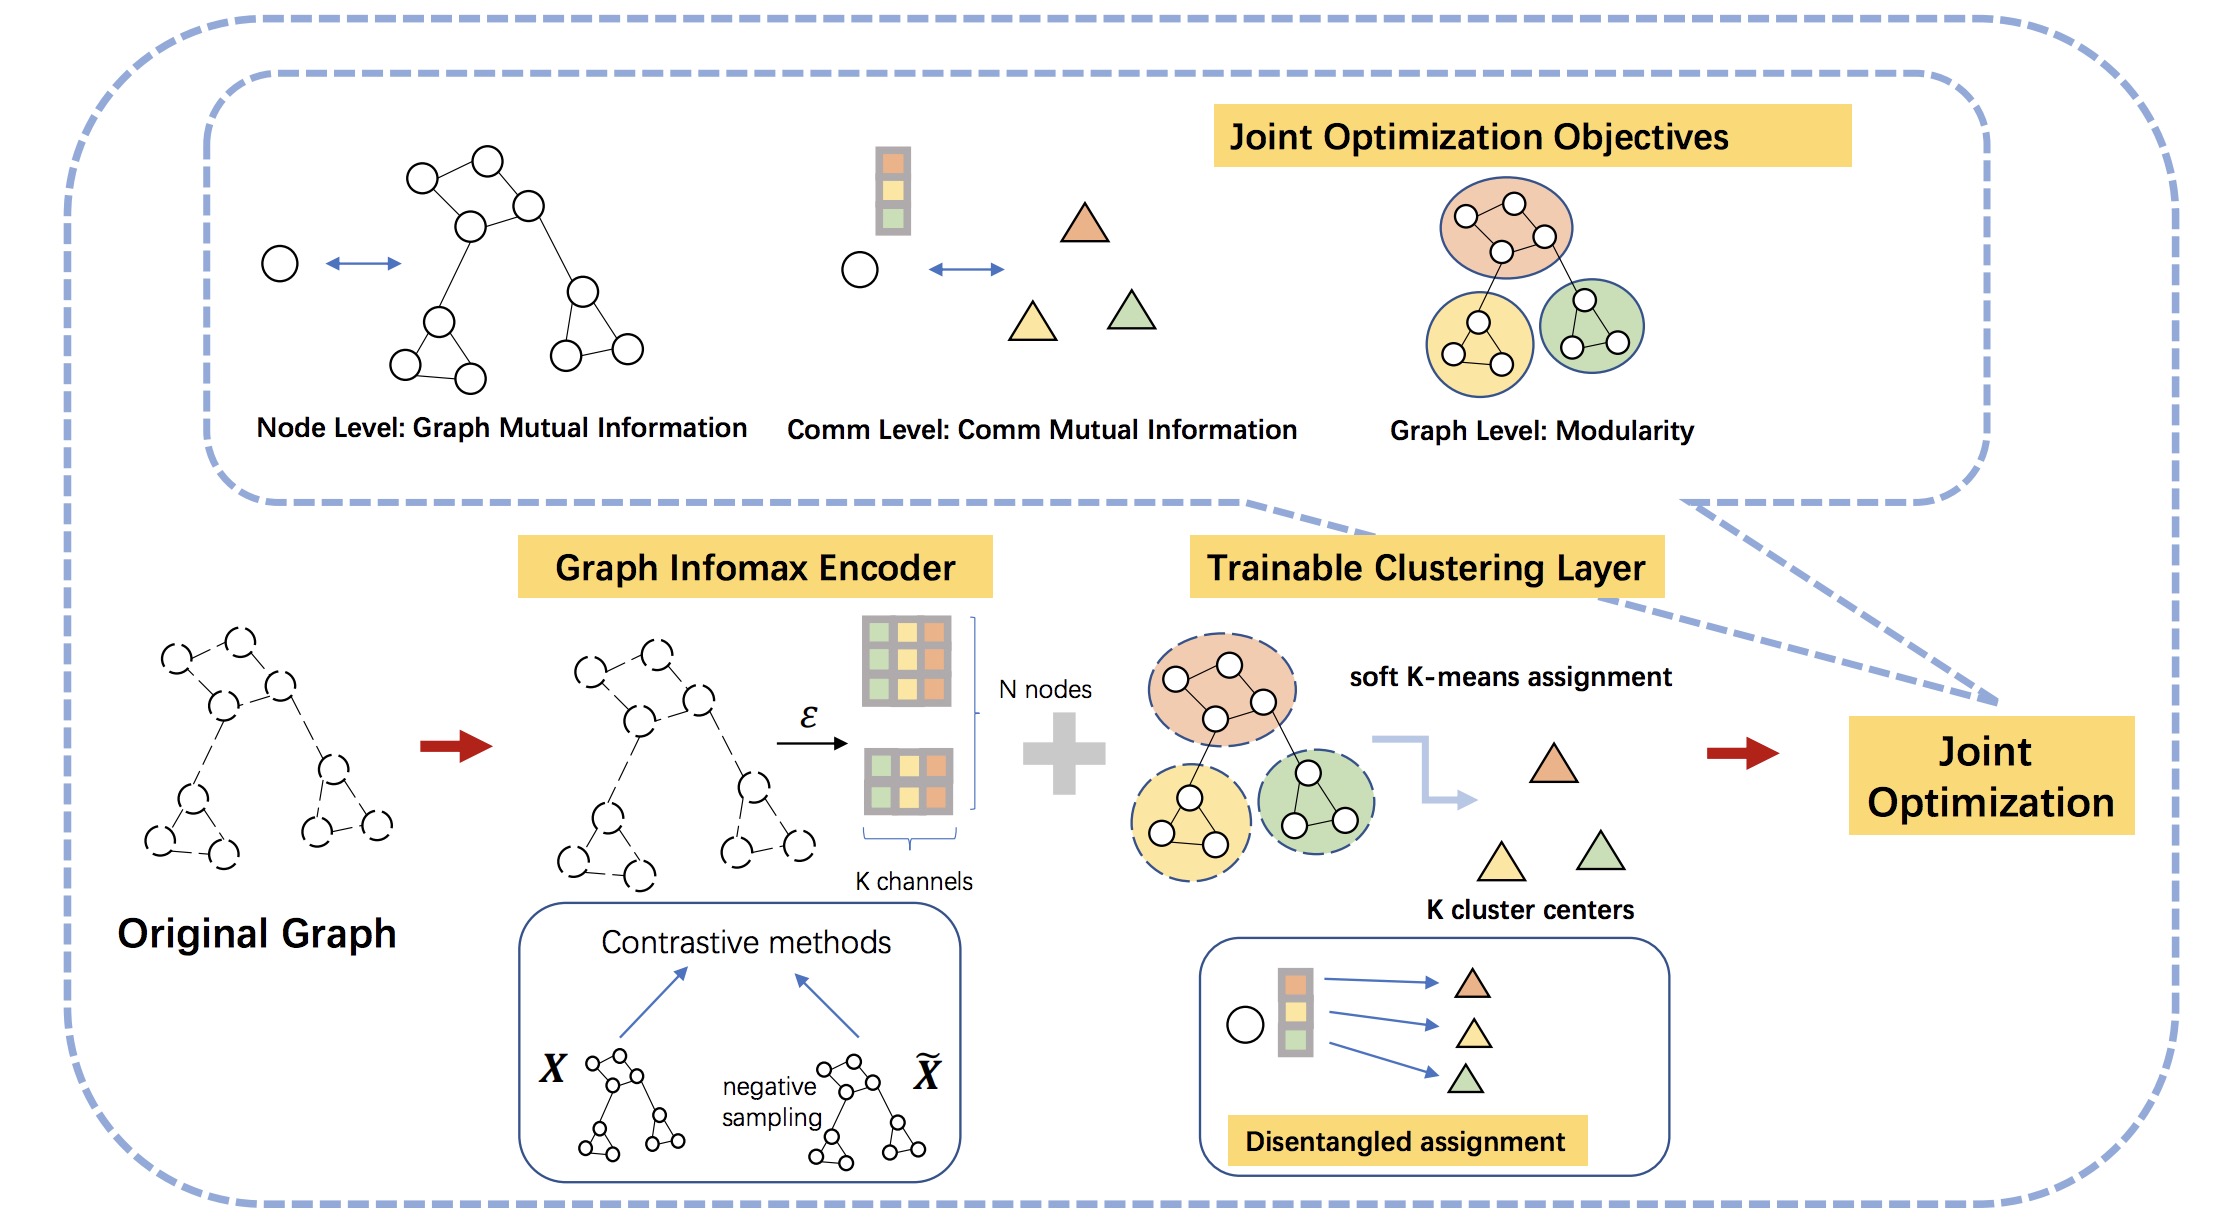 Joint Optimization Objectives
Node Level: Graph Mutual Information
Comm Level: Comm Mutual Information
Graph Level: Modularity
Graph Infomax Encoder
Trainable Clustering Layer
Original Graph
ε
N nodes
K channels
soft K-means assignment
K cluster centers
Joint
Optimization
Contrastive methods
X
negative
sampling
X̃
Disentangled assignment